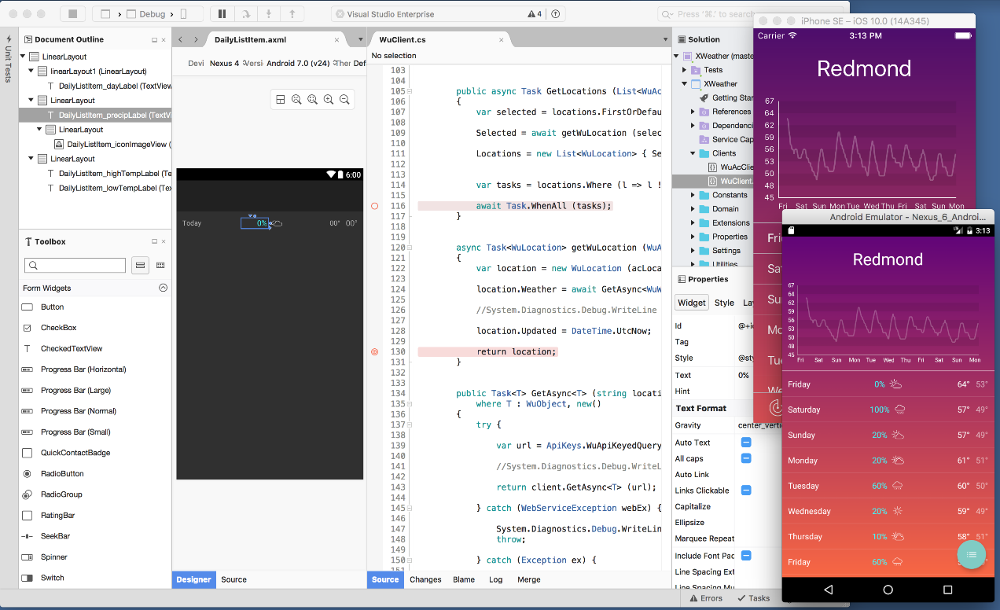 Debug
Visual Studio Enterprise
4
Press '⌘.' to search
Unit Tests
Document Outline
LinearLayout
linearLayout1 (LinearLayout)
DailyListItem_dayLabel (TextView
LinearLayout
DailyListItem_precipLabel (TextVi
LinearLayout
DailyListItem_iconImageView (
LinearLayout
DailyListItem_highTempLabel (Te
DailyListItem_lowTempLabel (Tex
Toolbox
Form Widgets
Button
CheckBox
CheckedTextView
Progress Bar (Horizontal)
Progress Bar (Large)
Progress Bar (Normal)
Progress Bar (Small)
QuickContactBadge
RadioButton
RadioGroup
RatingBar
SeekBar
Spinner
Switch
DailyListItem.axml
Devi Nexus 4 Versi Android 7.0 (v24) Ther Def
6:00
Today 0% 00° 00°
Designer Source
WuClient.cs
No selection
103
104
105 public async Task GetLocations (List<WuAc
106 {
107 var selected = locations.FirstOrDefau
108
109 Selected = await getWuLocation (selec
110
111 Locations = new List<WuLocation> { Se
112
113
114 var tasks = locations.Where (l => l !
115
116 await Task.WhenAll (tasks);
117 }
118
119
120 async Task<WuLocation> getWuLocation (WuA
121 {
122 var location = new WuLocation (acLoca
123
124 location.Weather = await GetAsync<WuW
125
126 //System.Diagnostics.Debug.WriteLine
127
128 location.Updated = DateTime.UtcNow;
129
130 return location;
131 }
132
133
134 public Task<T> GetAsync<T> (string locati
135 where T : WuObject, new()
136 {
137 try {
138
139 var url = ApiKeys.WuApiKeyedQuery
140
141 //System.Diagnostics.Debug.WriteL
142
143 return client.GetAsync<T> (url);
144
145 } catch (WebServiceException webEx) {
146
147 System.Diagnostics.Debug.WriteLin
148 throw;
149
150 } catch (Exception ex) {
151
Source Changes Blame Log Merge
Solution
XWeather (maste
Tests
XWeather
Getting Star
References
Dependenci
Service Cap
Clients
WuAcClie
WuClient.
Constants
Domain
Extensions
Properties
Settings
Utilities
Properties
Widget Style Lay
Id @+id
Tag
Style @sty
Text 0%
Hint
Text Format
Gravity center_vertic
Auto Text
All caps
Auto Link
Links Clickable
Capitalize
Ellipsize
Marquee Repeat
Include Font Pad
Line Spacing Ext
Line Spacing Mu
Errors Tasks
iPhone SE – iOS 10.0 (14A345)
Carrier 3:13 PM
Redmond
67
64
62
59
56
53
50
48
45
Fri Sat Sun Mon Tue Wed Thu Fri Sat Sun Mon
Fri
Sat
Su
Mo
Tue
We
Android Emulator - Nexus_6_Androi...
3:13
Redmond
67
64
62
59
56
53
50
48
45
Fri Sat Sun Mon Tue Wed Thu Fri Sat Sun Mon
Friday 0% 64° 53°
Saturday 100% 57° 49°
Sunday 20% 57° 49°
Monday 20% 61° 51°
Tuesday 60% 60° 50°
Wednesday 20% 59° 49°
Thursday 10% 58° 51°
Friday 60%